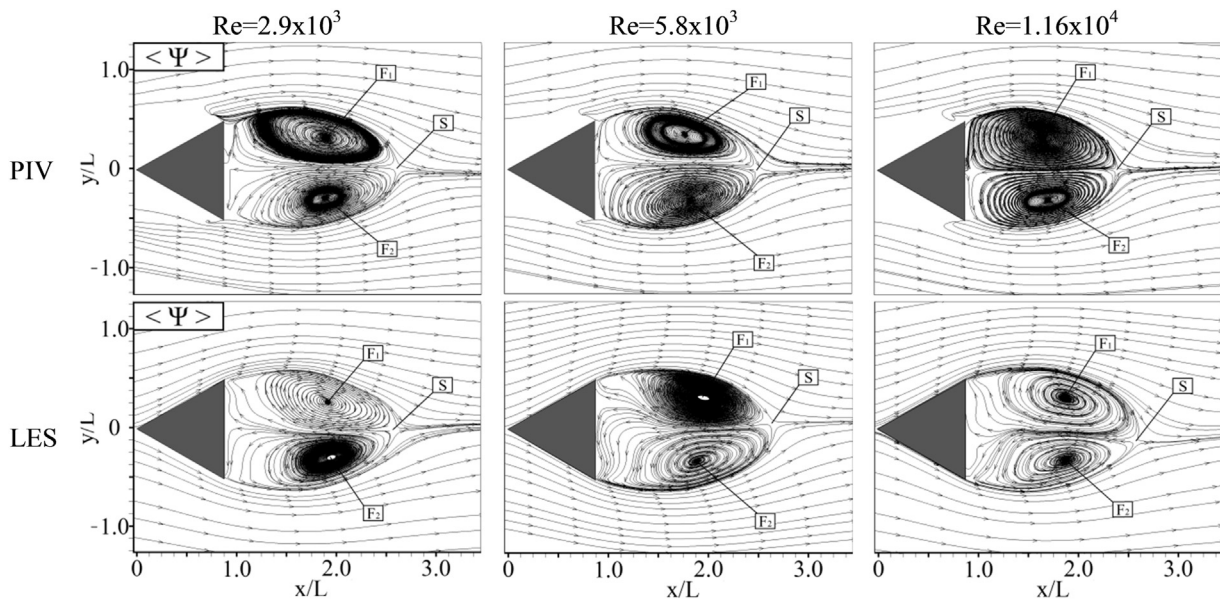 Re=2.9x10³ Re=5.8x10³ Re=1.16x10⁴
PIV
< Ψ >
y/L
1.0
0
-1.0
F₁
S
F₂
F₁
S
F₂
F₁
S
F₂
LES
< Ψ >
y/L
1.0
0
-1.0
F₁
S
F₂
F₁
S
F₂
F₁
S
F₂
0 1.0 2.0 3.0 0 1.0 2.0 3.0 0 1.0 2.0 3.0
x/L x/L x/L